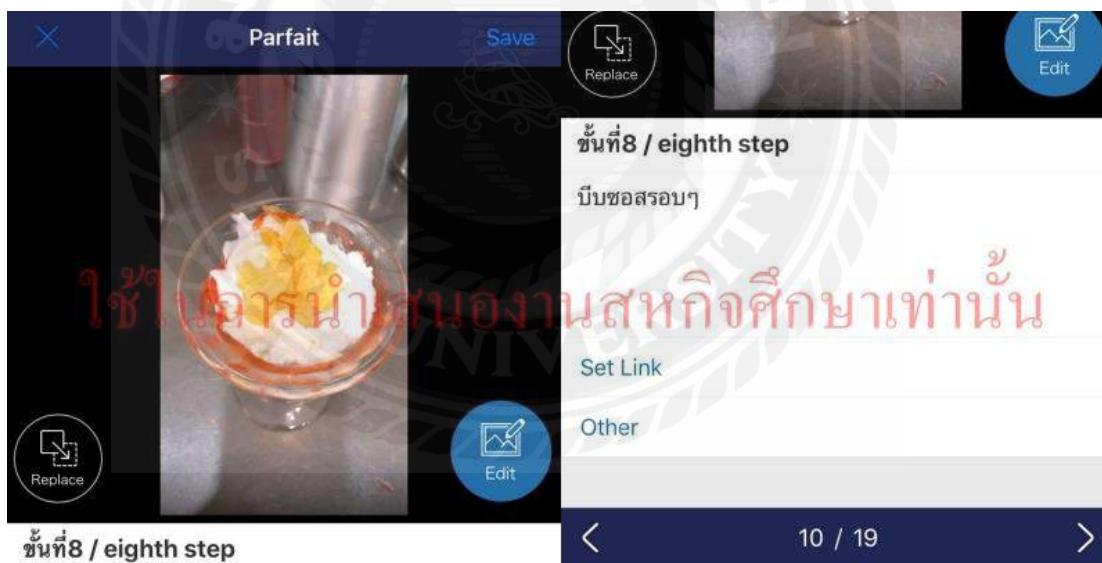 Parfait
Save
Replace
Edit
ขั้นที่8 / eighth step
Replace
Edit
ขั้นที่8 / eighth step
บีบซอสรอบๆ
ใช้ในการนำเสนองานสหกิจศึกษาเท่านั้น
UNIVERSITY
Set Link
Other
10 / 19